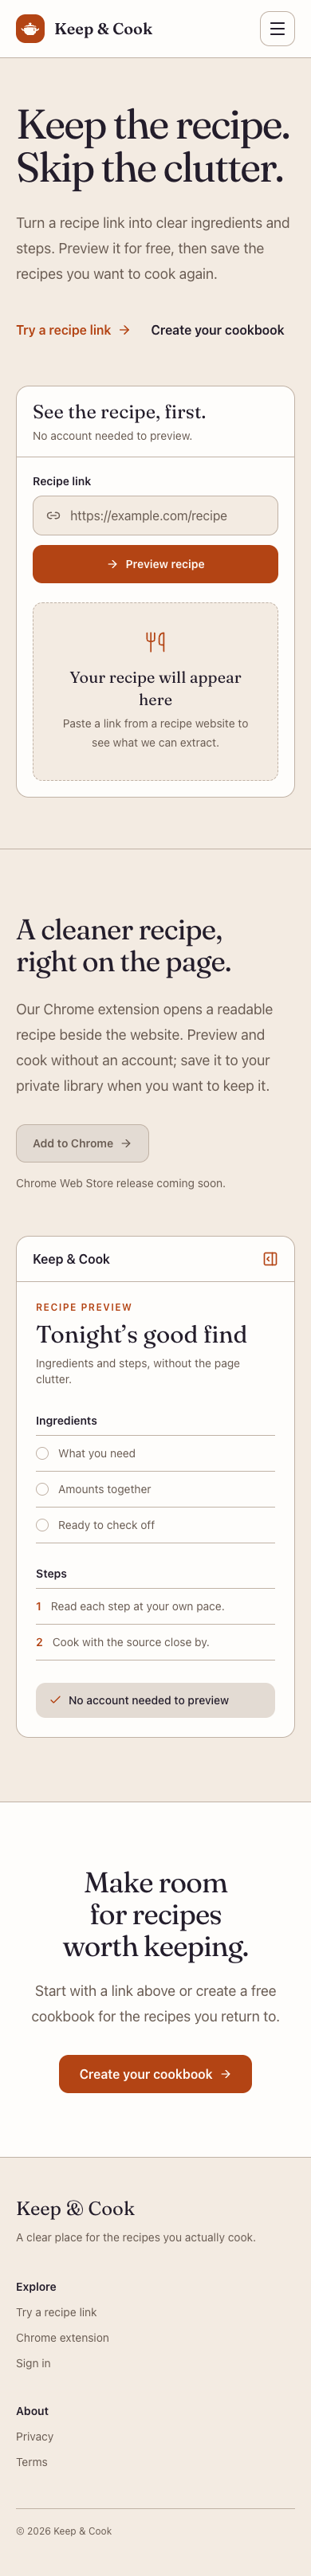 Keep & Cook
Keep the recipe.
Skip the clutter.
Turn a recipe link into clear ingredients and
steps. Preview it for free, then save the
recipes you want to cook again.
Try a recipe link
Create your cookbook
See the recipe, first.
No account needed to preview.
Recipe link
https://example.com/recipe
Preview recipe
Your recipe will appear
here
Paste a link from a recipe website to
see what we can extract.
A cleaner recipe,
right on the page.
Our Chrome extension opens a readable
recipe beside the website. Preview and
cook without an account; save it to your
private library when you want to keep it.
Add to Chrome
Chrome Web Store release coming soon.
Keep & Cook
RECIPE PREVIEW
Tonight’s good find
Ingredients and steps, without the page
clutter.
Ingredients
What you need
Amounts together
Ready to check off
Steps
1 Read each step at your own pace.
2 Cook with the source close by.
No account needed to preview
Make room
for recipes
worth keeping.
Start with a link above or create a free
cookbook for the recipes you return to.
Create your cookbook
Keep & Cook
A clear place for the recipes you actually cook.
Explore
Try a recipe link
Chrome extension
Sign in
About
Privacy
Terms
© 2026 Keep & Cook